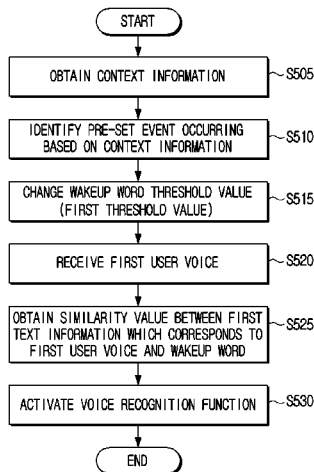 START
OBTAIN CONTEXT INFORMATION
S505
IDENTIFY PRE-SET EVENT OCCURRING
BASED ON CONTEXT INFORMATION
S510
CHANGE WAKEUP WORD THRESHOLD VALUE
(FIRST THRESHOLD VALUE)
S515
RECEIVE FIRST USER VOICE
S520
OBTAIN SIMILARITY VALUE BETWEEN FIRST
TEXT INFORMATION WHICH CORRESPONDS TO
FIRST USER VOICE AND WAKEUP WORD
S525
ACTIVATE VOICE RECOGNITION FUNCTION
S530
END